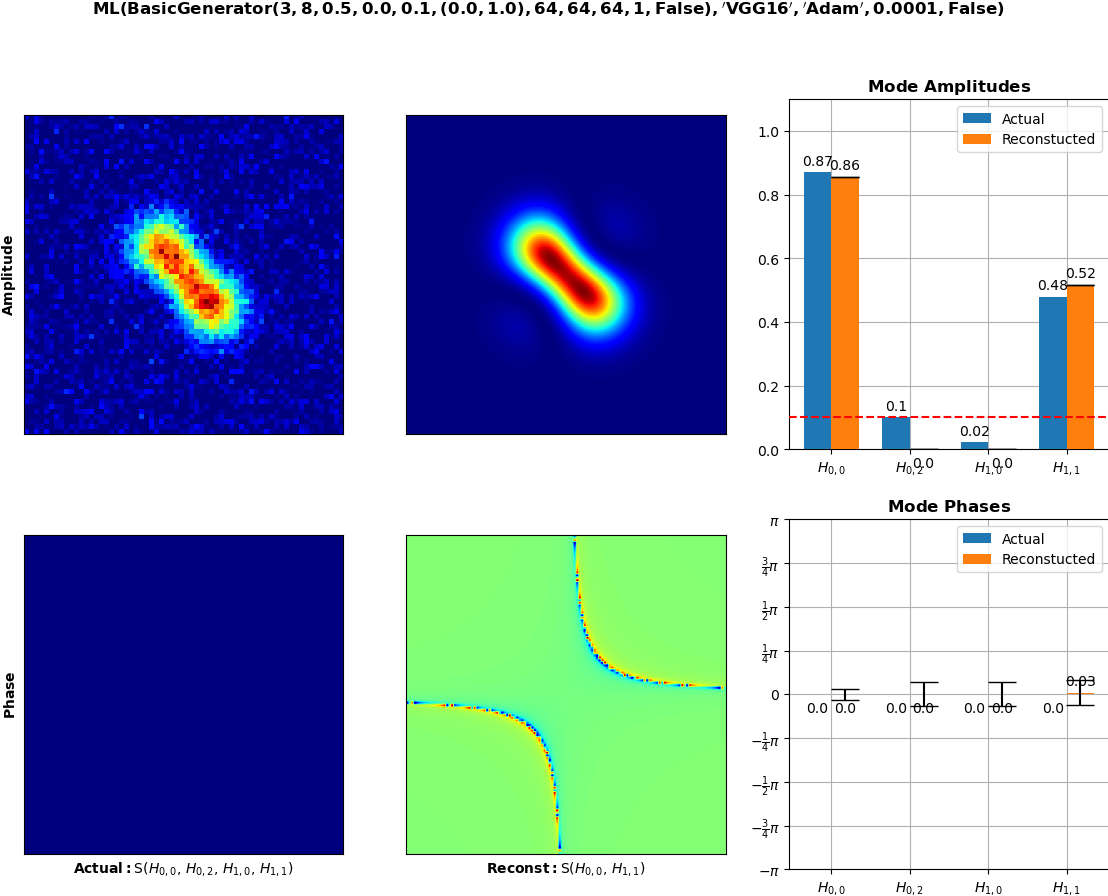 ML(BasicGenerator(3, 8, 0.5, 0.0, 0.1, (0.0, 1.0), 64, 64, 64, 1, False), ′VGG16′, ′Adam′, 0.0001, False)
Amplitude
Mode Amplitudes
Actual
Reconstucted
1.0
0.8
0.6
0.4
0.2
0.0
0.87
0.86
0.1
0.0
0.02
0.0
0.48
0.52
H0,0
H0,2
H1,0
H1,1
Phase
Actual: S(H0,0, H0,2, H1,0, H1,1)
Reconst: S(H0,0, H1,1)
Mode Phases
Actual
Reconstucted
π
3/4π
1/2π
1/4π
0
−1/4π
−1/2π
−3/4π
−π
0.0 0.0
0.0 0.0
0.0 0.0
0.0
0.03
H0,0
H0,2
H1,0
H1,1